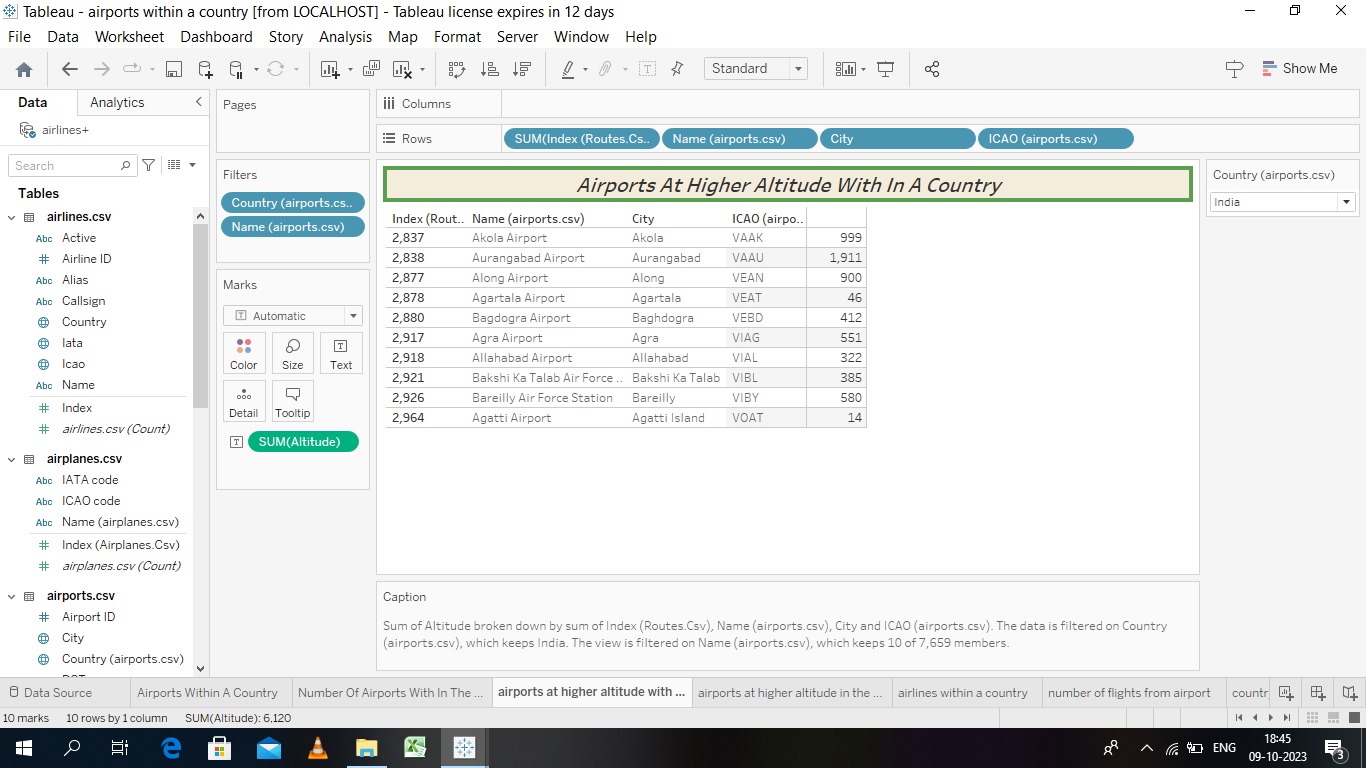 Tableau - airports within a country [from LOCALHOST] - Tableau license expires in 12 days
File Data Worksheet Dashboard Story Analysis Map Format Server Window Help
Standard
Show Me
Data Analytics
airlines+
Search
Tables
airlines.csv
Abc Active
# Airline ID
Abc Alias
Abc Callsign
Country
Iata
Icao
Abc Name
# Index
# airlines.csv (Count)
airplanes.csv
Abc IATA code
Abc ICAO code
Abc Name (airplanes.csv)
# Index (Airplanes.Csv)
# airplanes.csv (Count)
airports.csv
# Airport ID
City
Country (airports.csv)
Pages
Filters
Country (airports.cs..
Name (airports.csv)
Marks
Automatic
Color Size Text
Detail Tooltip
SUM(Altitude)
Columns
Rows SUM(Index (Routes.Cs.. Name (airports.csv) City ICAO (airports.csv)
Airports At Higher Altitude With In A Country
Index (Rout.. Name (airports.csv) City ICAO (airpo..
2,837 Akola Airport Akola VAAK 999
2,838 Aurangabad Airport Aurangabad VAAU 1,911
2,877 Along Airport Along VEAN 900
2,878 Agartala Airport Agartala VEAT 46
2,880 Bagdogra Airport Baghdogra VEBD 412
2,917 Agra Airport Agra VIAG 551
2,918 Allahabad Airport Allahabad VIAL 322
2,921 Bakshi Ka Talab Air Force .. Bakshi Ka Talab VIBL 385
2,926 Bareilly Air Force Station Bareilly VIBY 580
2,964 Agatti Airport Agatti Island VOAT 14
Country (airports.csv)
India
Caption
Sum of Altitude broken down by sum of Index (Routes.Csv), Name (airports.csv), City and ICAO (airports.csv). The data is filtered on Country
(airports.csv), which keeps India. The view is filtered on Name (airports.csv), which keeps 10 of 7,659 members.
Data Source Airports Within A Country Number Of Airports With In The ... airports at higher altitude with ... airports at higher altitude in the ... airlines within a country number of flights from airport countr
10 marks 10 rows by 1 column SUM(Altitude): 6,120
ENG
18:45
09-10-2023
3